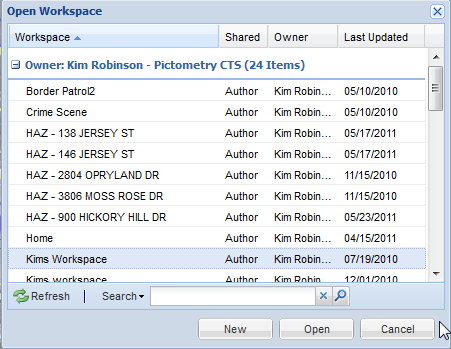 Open Workspace
Workspace Shared Owner Last Updated
Owner: Kim Robinson - Pictometry CTS (24 Items)
Border Patrol2 Author Kim Robin... 05/10/2010
Crime Scene Author Kim Robin... 05/10/2010
HAZ - 138 JERSEY ST Author Kim Robin... 05/17/2011
HAZ - 146 JERSEY ST Author Kim Robin... 05/17/2011
HAZ - 2804 OPRYLAND DR Author Kim Robin... 11/15/2010
HAZ - 3806 MOSS ROSE DR Author Kim Robin... 11/15/2010
HAZ - 900 HICKORY HILL DR Author Kim Robin... 05/23/2011
Home Author Kim Robin... 04/15/2011
Kims Workspace Author Kim Robin... 07/19/2010
Kims workspace Author Kim Robin... 12/01/2010
Refresh Search
New Open Cancel